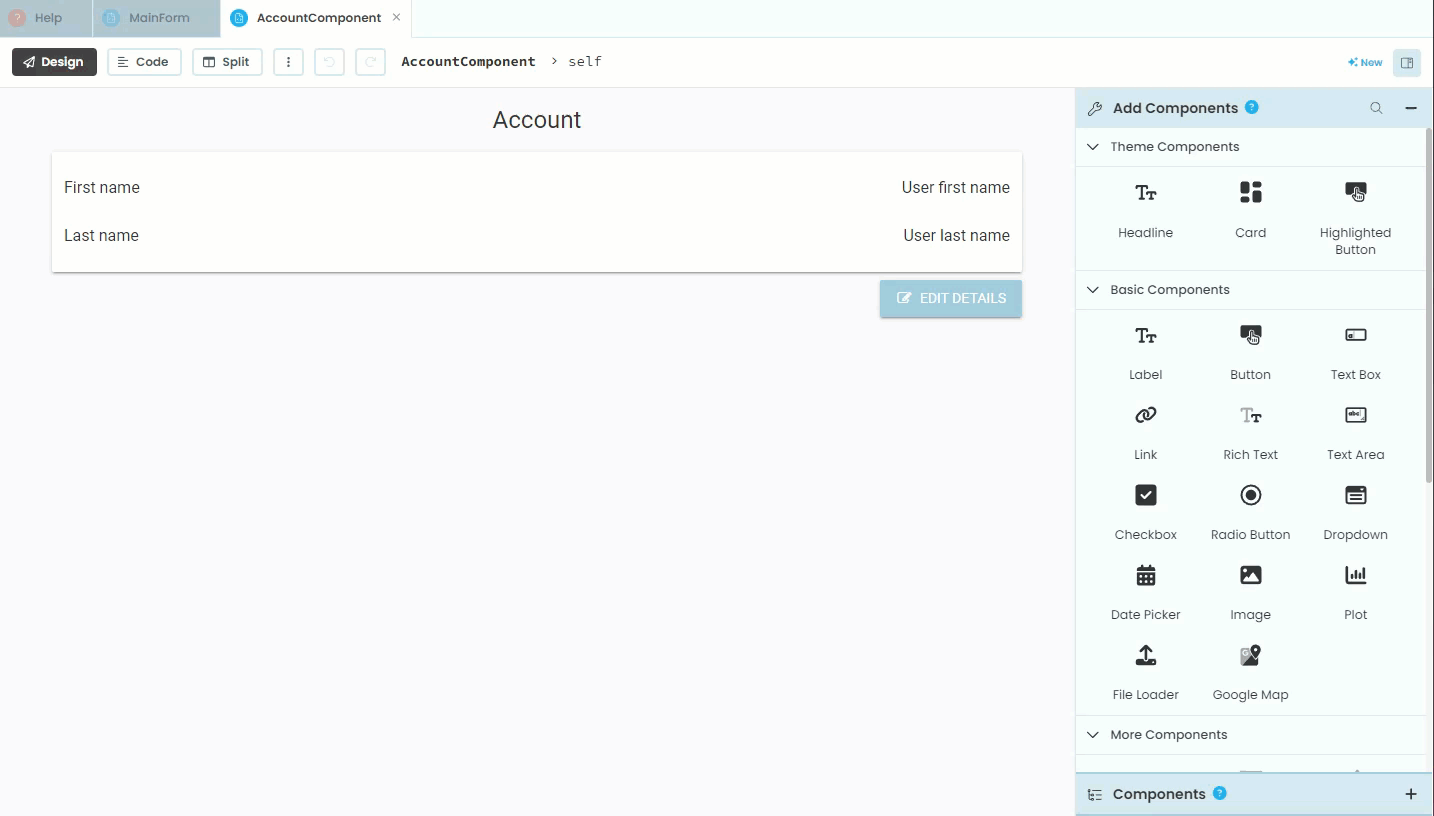 Help
MainForm
AccountComponent
Design
Code
Split
AccountComponent > self
New
Account
First name
User first name
Last name
User last name
EDIT DETAILS
Add Components ?
Theme Components
Headline
Card
Highlighted
Button
Basic Components
Label
Button
Text Box
Link
Rich Text
Text Area
Checkbox
Radio Button
Dropdown
Date Picker
Image
Plot
File Loader
Google Map
More Components
Components ?